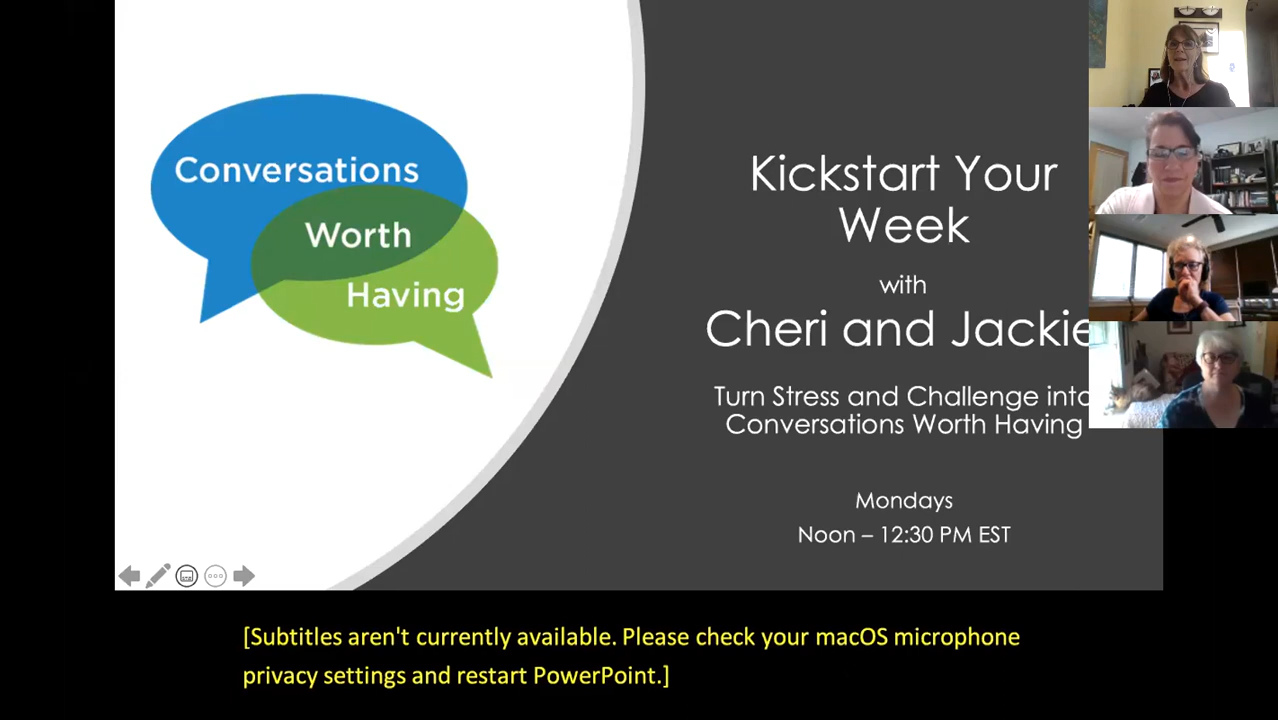 Conversations
Worth
Having
Kickstart Your
Week
with
Cheri and Jackie
Turn Stress and Challenge into
Conversations Worth Having
Mondays
Noon – 12:30 PM EST
[Subtitles aren't currently available. Please check your macOS microphone
privacy settings and restart PowerPoint.]